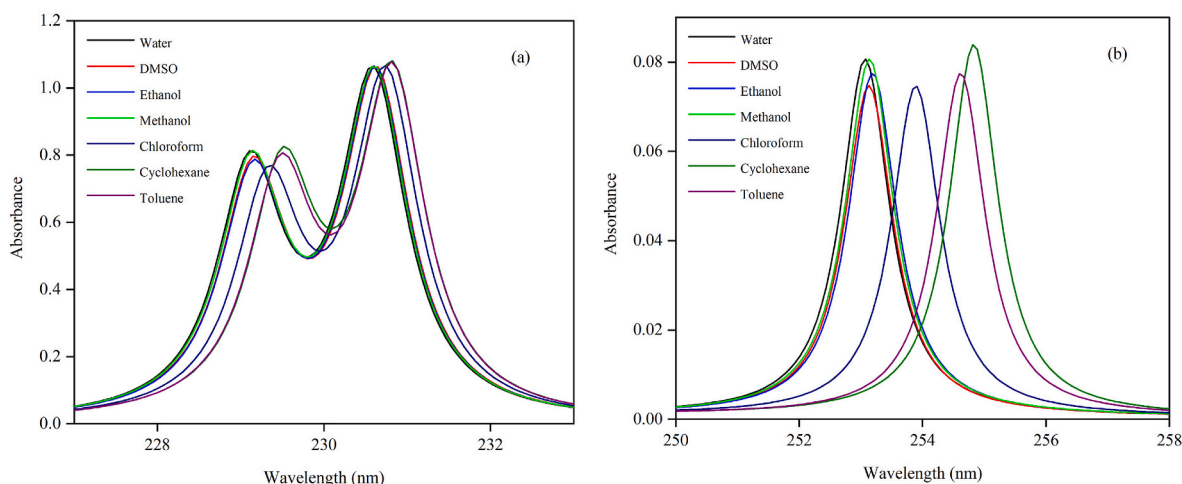 1.2
1.0
0.8
0.6
0.4
0.2
0.0
Absorbance
Water
DMSO
Ethanol
Methanol
Chloroform
Cyclohexane
Toluene
(a)
228
230
232
Wavelength (nm)
0.08
0.06
0.04
0.02
0.00
Absorbance
Water
DMSO
Ethanol
Methanol
Chloroform
Cyclohexane
Toluene
(b)
250
252
254
256
258
Wavelength (nm)